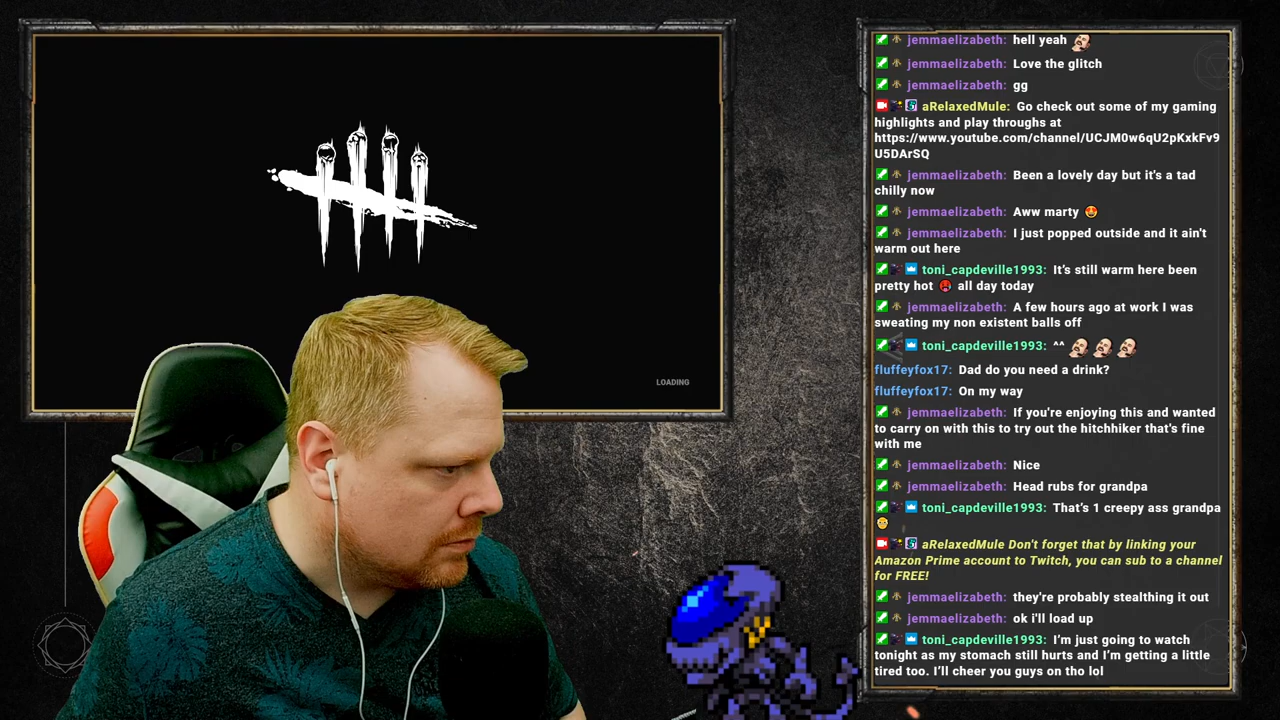 jemmaelizabeth: hell yeah
jemmaelizabeth: Love the glitch
jemmaelizabeth: gg
aRelaxedMule: Go check out some of my gaming
highlights and play throughs at
https://www.youtube.com/channel/UCJM0w6qU2pKxkFv9
U5DArSQ
jemmaelizabeth: Been a lovely day but it's a tad
chilly now
jemmaelizabeth: Aww marty
jemmaelizabeth: I just popped outside and it ain't
warm out here
toni_capdeville1993: It's still warm here been
pretty hot all day today
jemmaelizabeth: A few hours ago at work I was
sweating my non existent balls off
toni_capdeville1993: ^^
fluffeyfox17: Dad do you need a drink?
fluffeyfox17: On my way
jemmaelizabeth: If you're enjoying this and wanted
to carry on with this to try out the hitchhiker that's fine
with me
jemmaelizabeth: Nice
jemmaelizabeth: Head rubs for grandpa
toni_capdeville1993: That's 1 creepy ass grandpa
aRelaxedMule Don't forget that by linking your
Amazon Prime account to Twitch, you can sub to a channel
for FREE!
jemmaelizabeth: they're probably stealthing it out
jemmaelizabeth: ok i'll load up
toni_capdeville1993: I'm just going to watch
tonight as my stomach still hurts and I'm getting a little
tired too. I'll cheer you guys on tho lol
LOADING